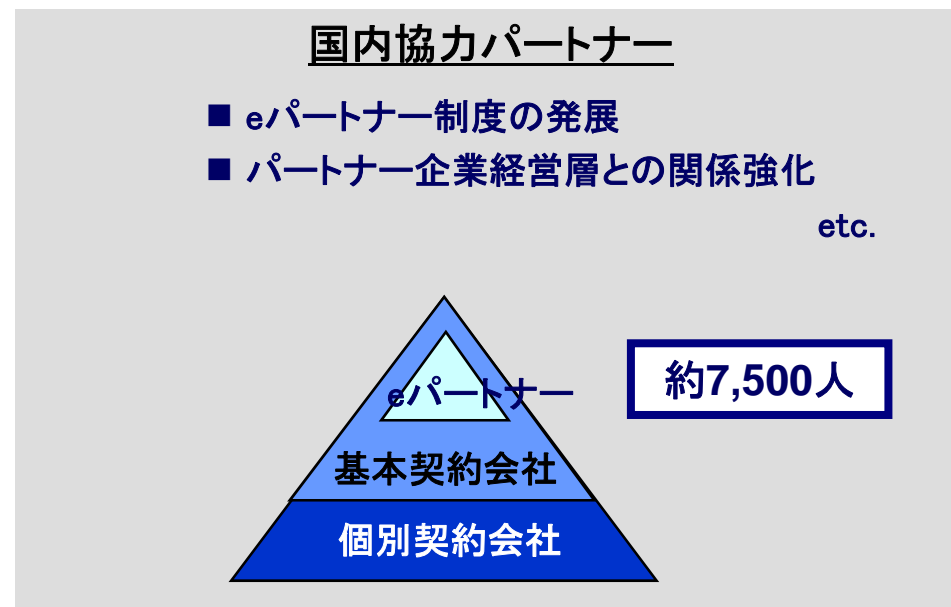 国内協力パートナー
■ eパートナー制度の発展
■ パートナー企業経営層との関係強化
etc.
eパートナー
約7,500人
基本契約会社
個別契約会社